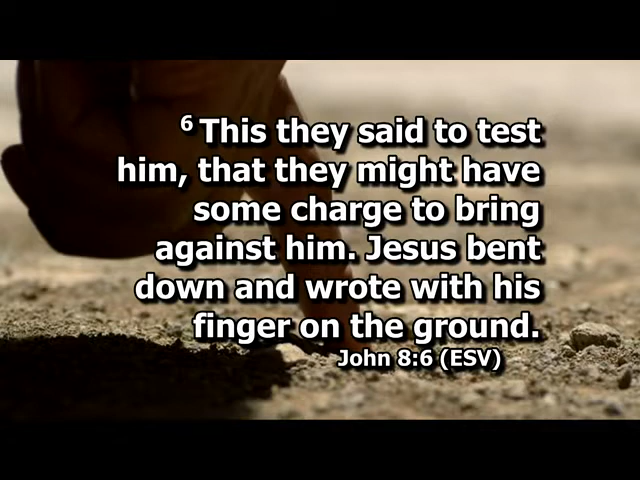 6 This they said to test
him, that they might have
some charge to bring
against him. Jesus bent
down and wrote with his
finger on the ground.
John 8:6 (ESV)